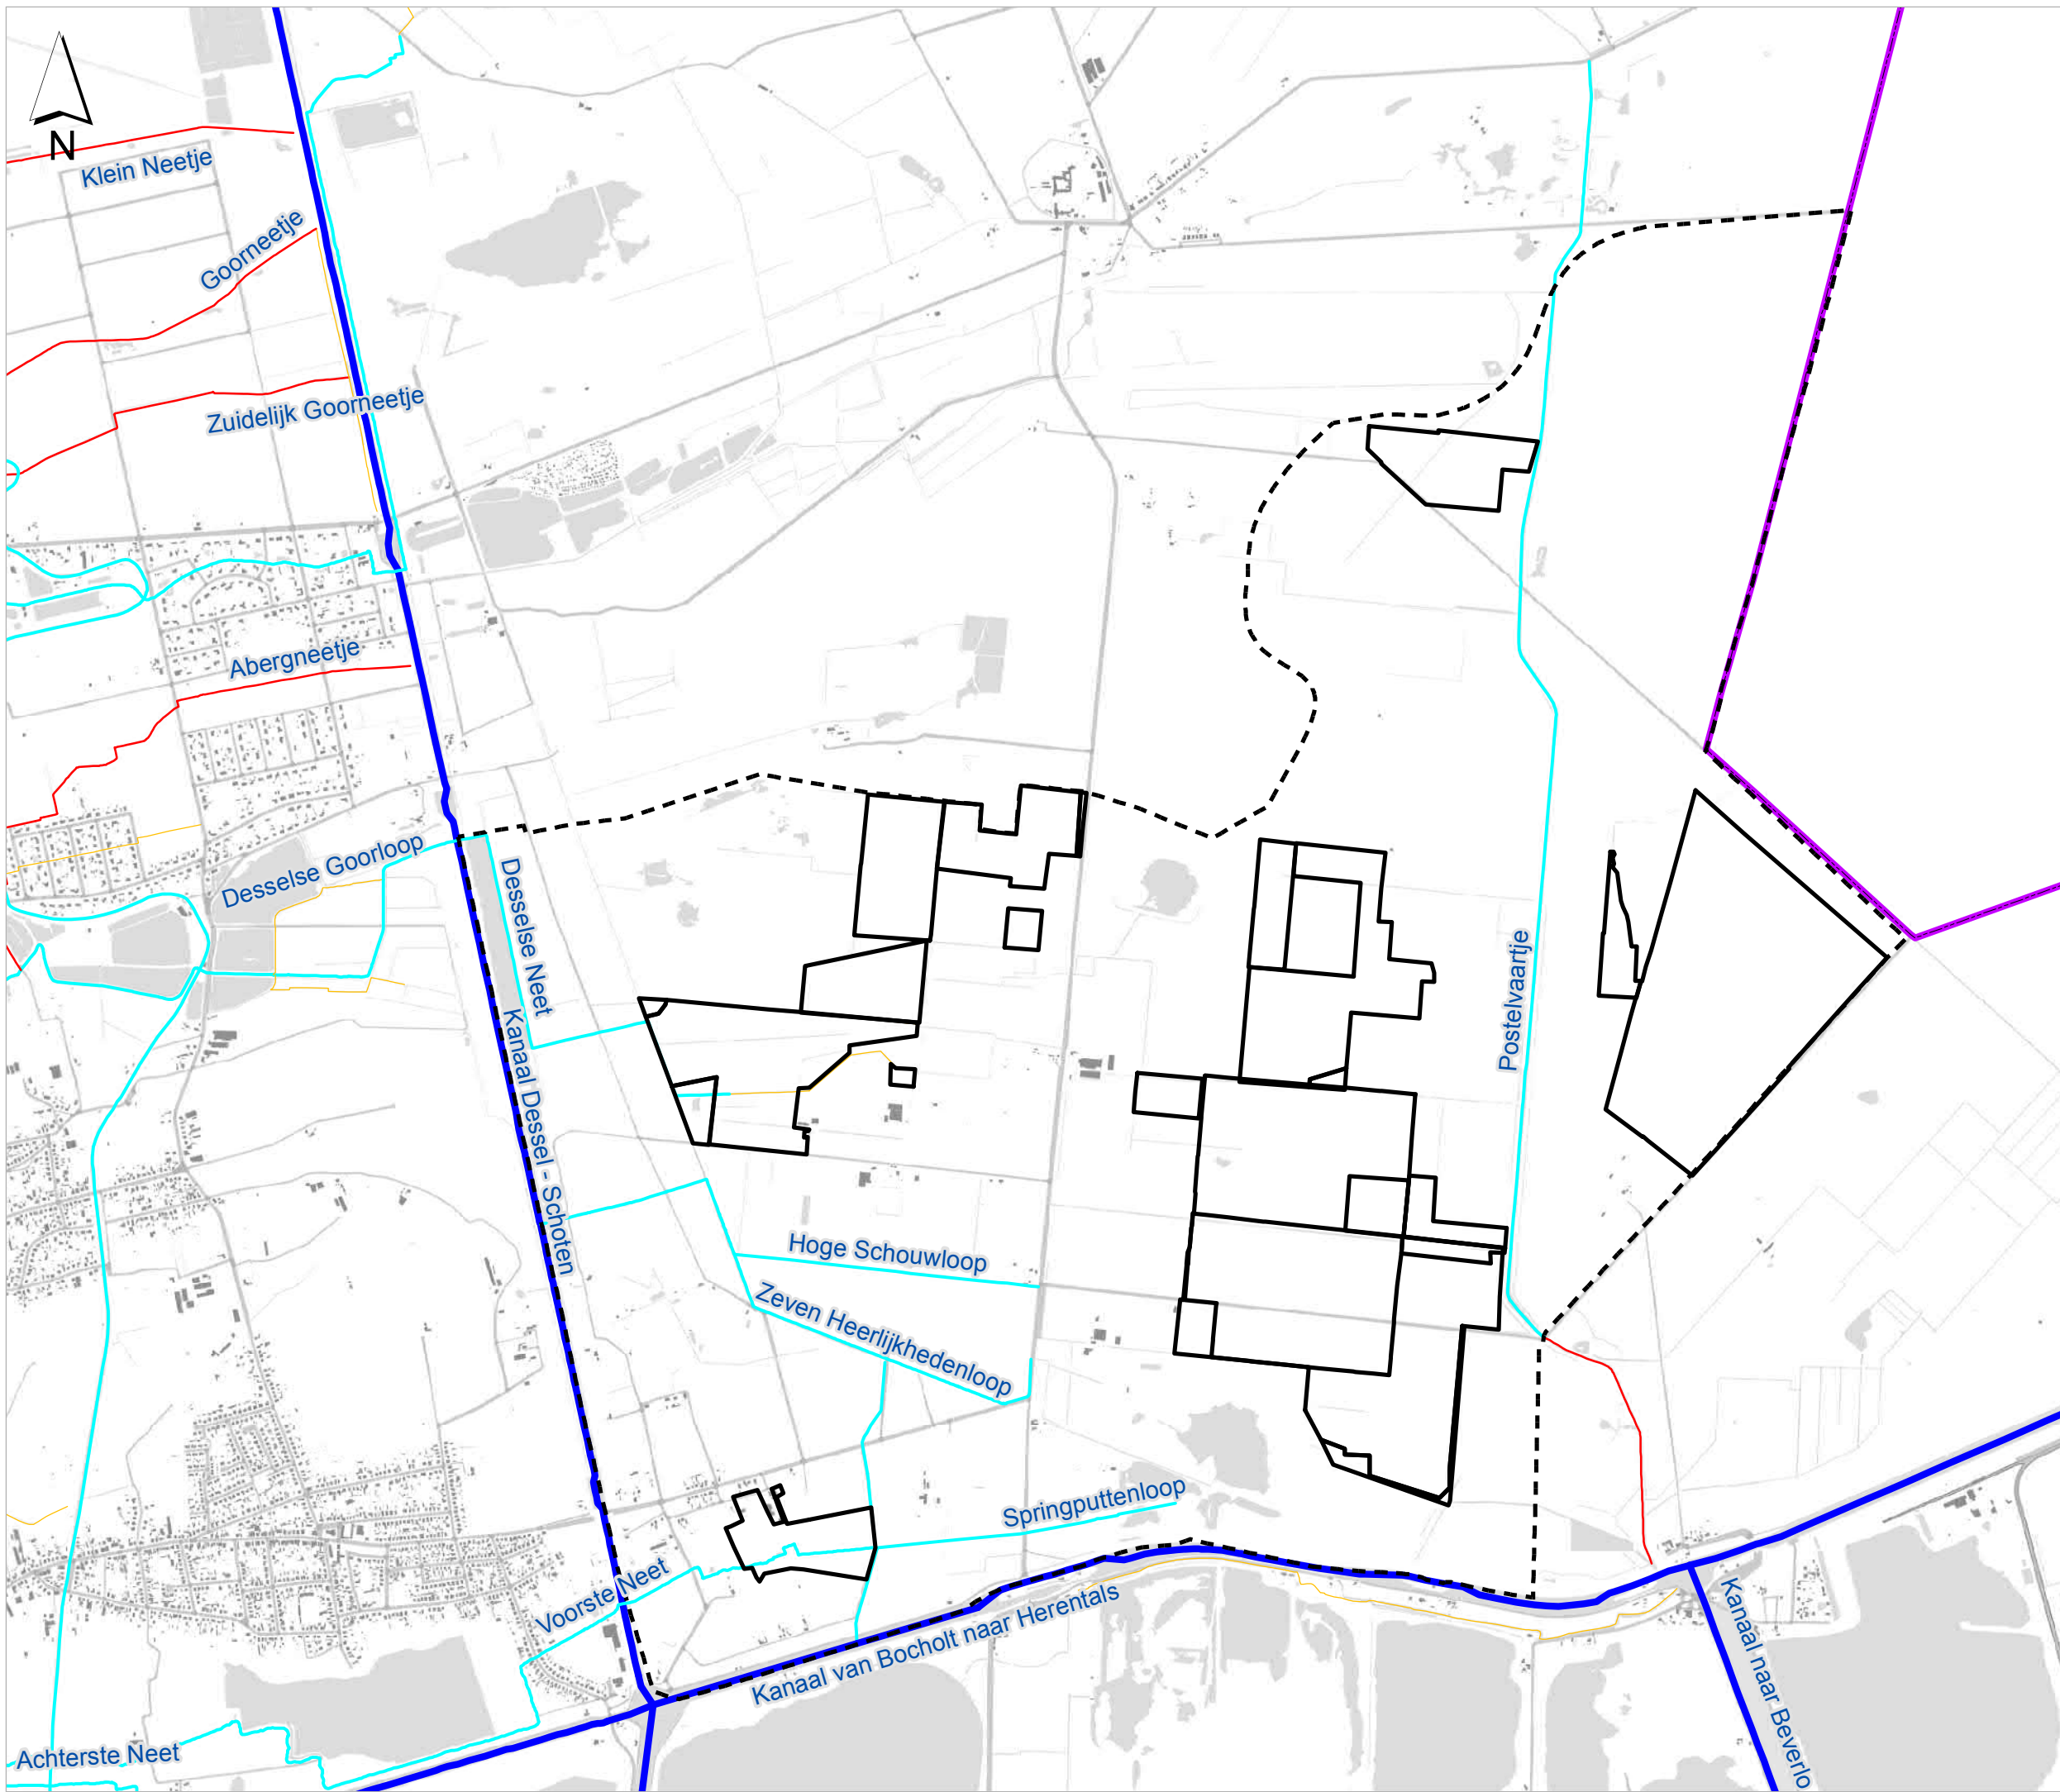 N
Klein Neetje
Goorneetje
Zuidelijk Goorneetje
Abergneetje
Desselse Goorloop
Desselse Neet
Kanaal Dessel - Schoten
Postelvaartje
Hoge Schouwloop
Zeven Heerlijkhedenloop
Springputtenloop
Voorste Neet
Kanaal van Bocholt naar Herentals
Kanaal naar Beverlo
Achterste Neet